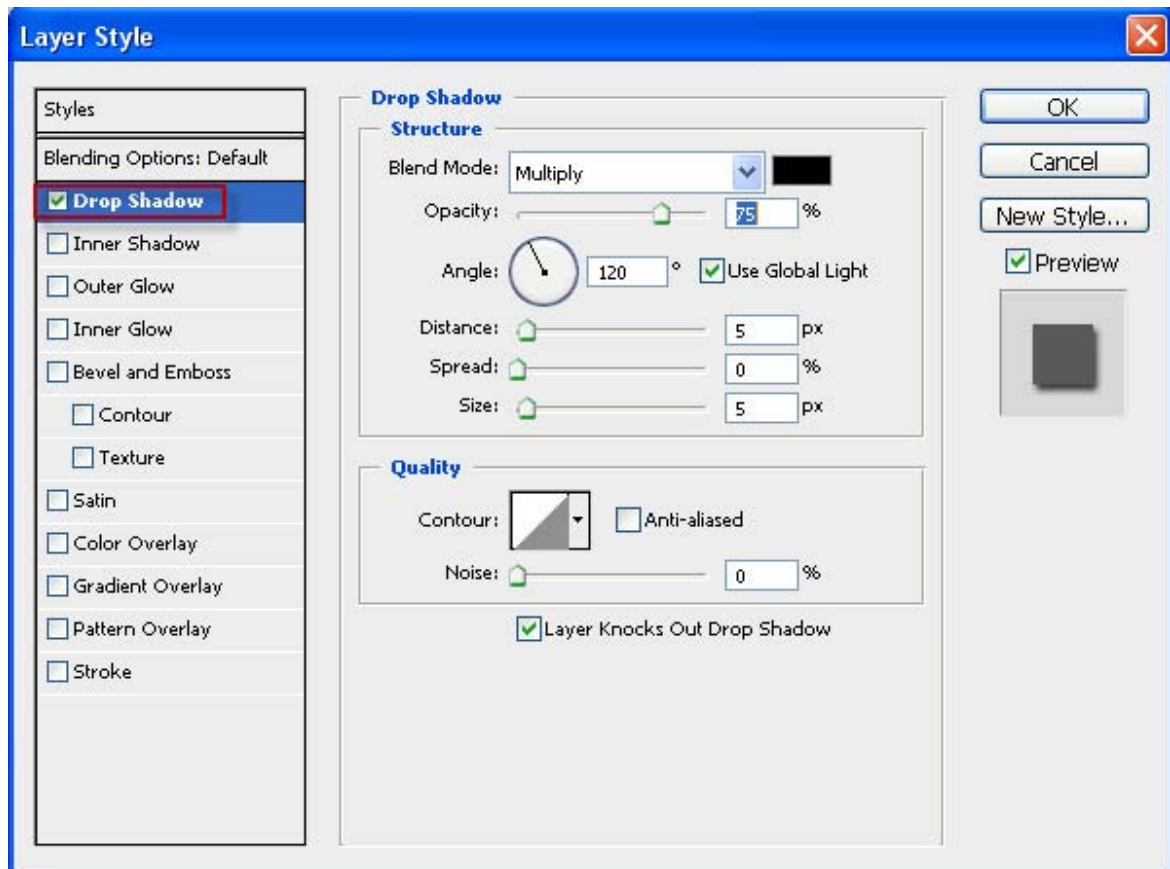 Layer Style
Styles
Blending Options: Default
Drop Shadow
Inner Shadow
Outer Glow
Inner Glow
Bevel and Emboss
Contour
Texture
Satin
Color Overlay
Gradient Overlay
Pattern Overlay
Stroke
Drop Shadow
Structure
Blend Mode: Multiply
Opacity: 75 %
Angle: 120 ° Use Global Light
Distance: 5 px
Spread: 0 %
Size: 5 px
Quality
Contour: Anti-aliased
Noise: 0 %
Layer Knocks Out Drop Shadow
OK
Cancel
New Style...
Preview